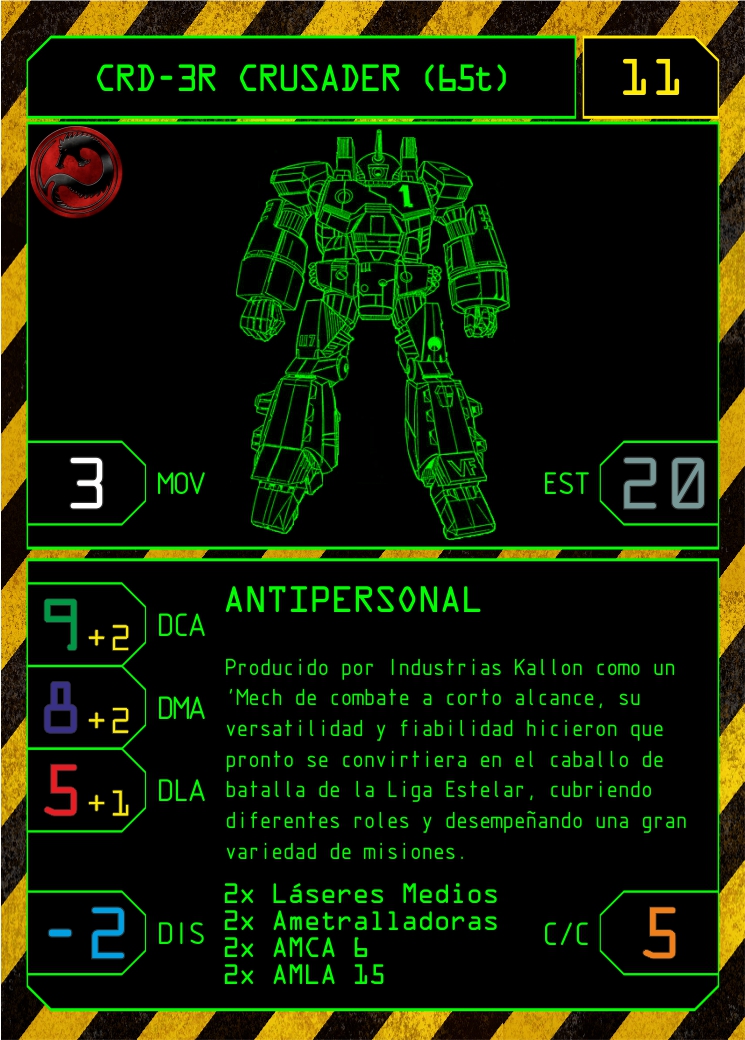 CRD-3R CRUSADER (65t)
11
1
U7
VF
3 MOV
EST 20
9 +2 DCA
8 +2 DMA
5 +1 DLA
ANTIPERSONAL
Producido por Industrias Kallon como un
'Mech de combate a corto alcance, su
versatilidad y fiabilidad hicieron que
pronto se convirtiera en el caballo de
batalla de la Liga Estelar, cubriendo
diferentes roles y desempeñando una gran
variedad de misiones.
-2 DIS
2x Láseres Medios
2x Ametralladoras
2x AMCA 6
2x AMLA 15
C/C 5